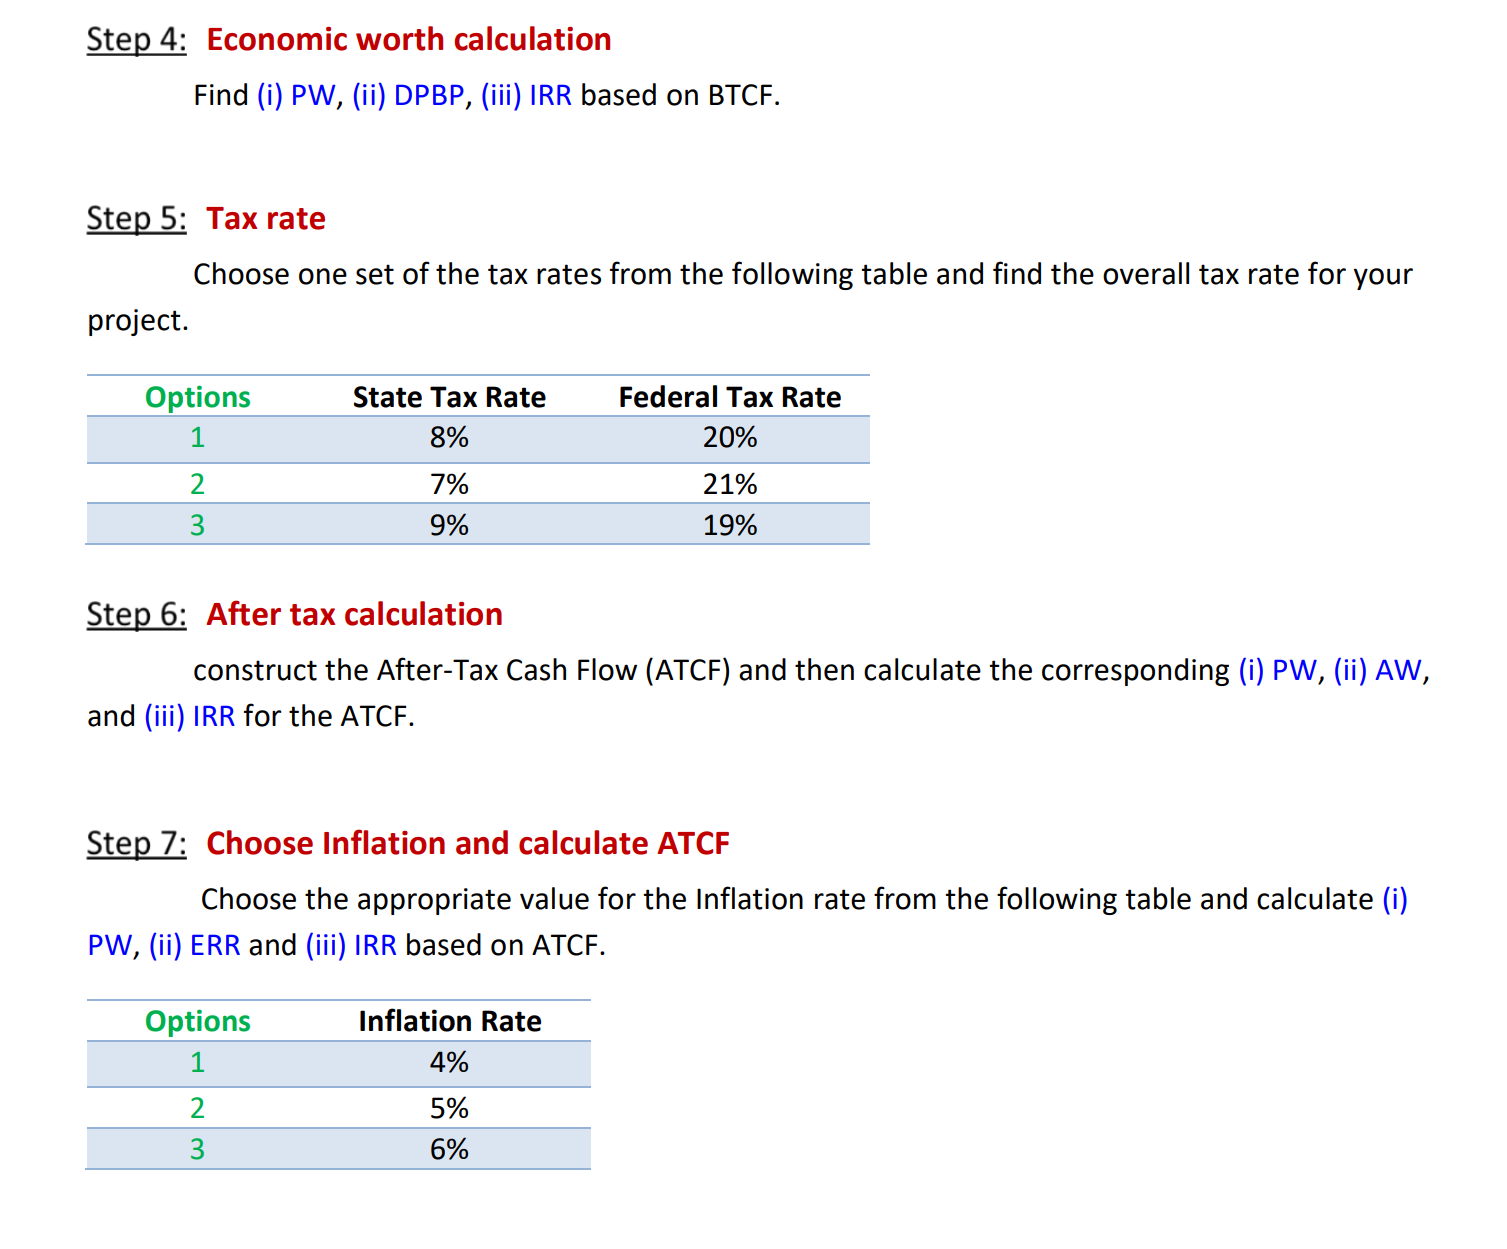 Step 4: Economic worth calculation
Find (i) PW, (ii) DPBP, (iii) IRR based on BTCF.
Step 5: Tax rate
Choose one set of the tax rates from the following table and find the overall tax rate for your
project.
Options State Tax Rate Federal Tax Rate
1 8% 20%
2 7% 21%
3 9% 19%
Step 6: After tax calculation
construct the After-Tax Cash Flow (ATCF) and then calculate the corresponding (i) PW, (ii) AW,
and (iii) IRR for the ATCF.
Step 7: Choose Inflation and calculate ATCF
Choose the appropriate value for the Inflation rate from the following table and calculate (i)
PW, (ii) ERR and (iii) IRR based on ATCF.
Options Inflation Rate
1 4%
2 5%
3 6%